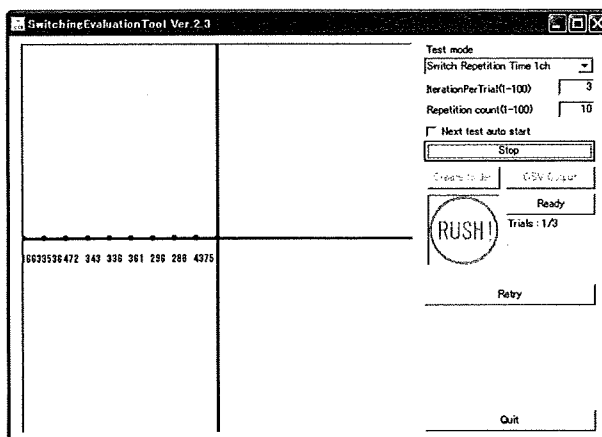 SwitchingEvaluationTool Ver.2.3
Test mode
Switch Repetition Time 1ch
IterationPerTrial(1-100) 3
Repetition count(1-100) 10
Next test auto start
Stop
Create folder CSV Output
Ready
RUSH!
Trials : 1/3
472 343 336 361 296 288 4375
Retry
Quit